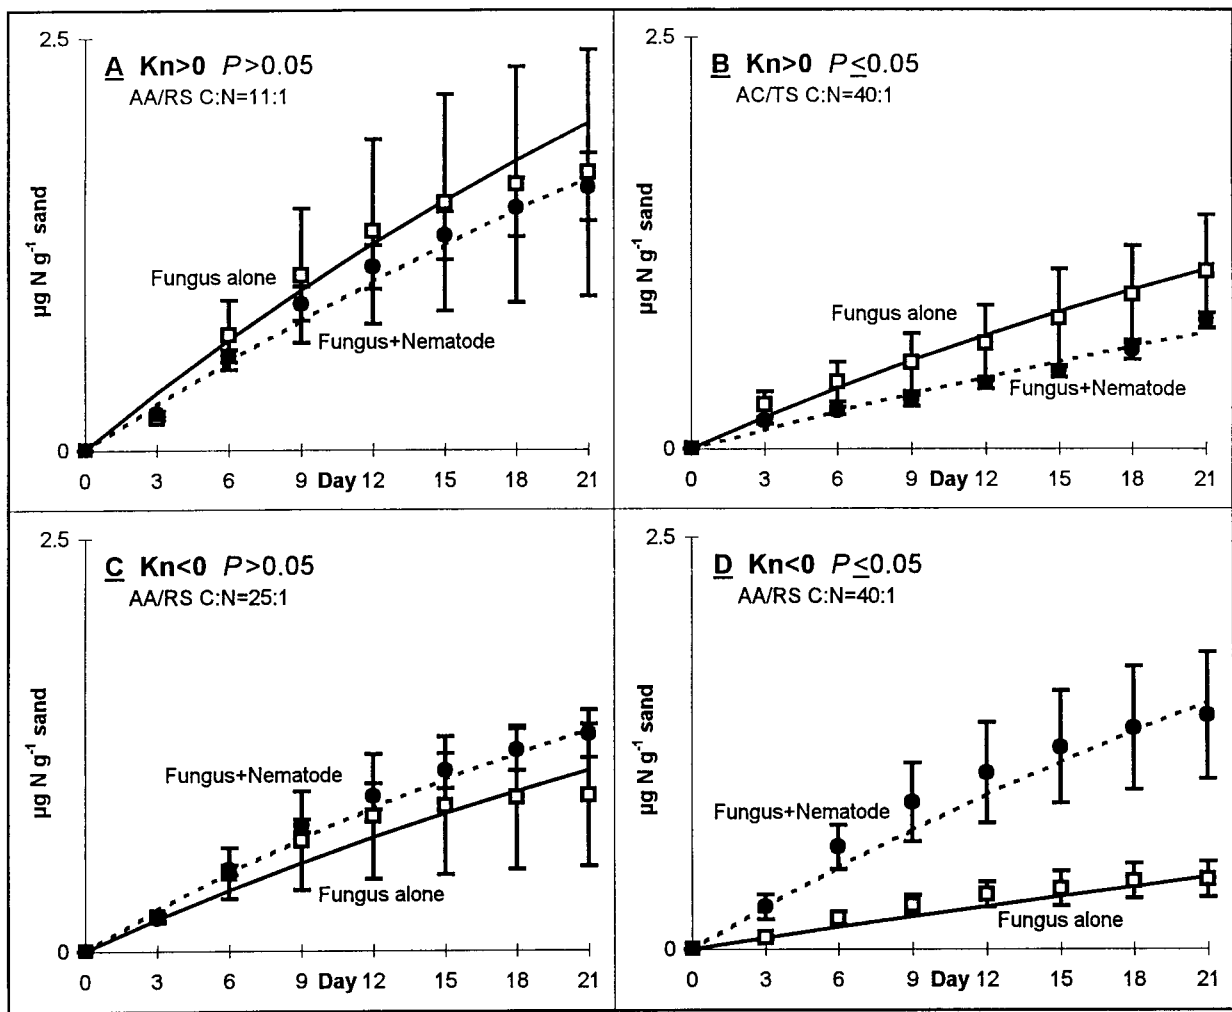 2.5
A Kn>0 P>0.05
AA/RS C:N=11:1
µg N g-1 sand
Fungus alone
Fungus+Nematode
0
0 3 6 9 Day 12 15 18 21
2.5
B Kn>0 P≤0.05
AC/TS C:N=40:1
µg N g-1 sand
Fungus alone
Fungus+Nematode
0
0 3 6 9 Day 12 15 18 21
2.5
C Kn<0 P>0.05
AA/RS C:N=25:1
µg N g-1 sand
Fungus+Nematode
Fungus alone
0
0 3 6 9 Day 12 15 18 21
2.5
D Kn<0 P≤0.05
AA/RS C:N=40:1
µg N g-1 sand
Fungus+Nematode
Fungus alone
0
0 3 6 9 Day 12 15 18 21